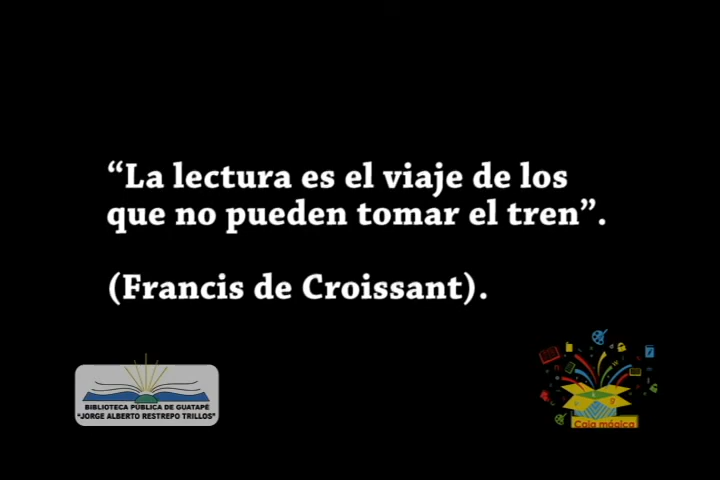 “La lectura es el viaje de los
que no pueden tomar el tren”.
(Francis de Croissant).
BIBLIOTECA PÚBLICA DE GUATAPÉ
“JORGE ALBERTO RESTREPO TRILLOS”
Caja mágica